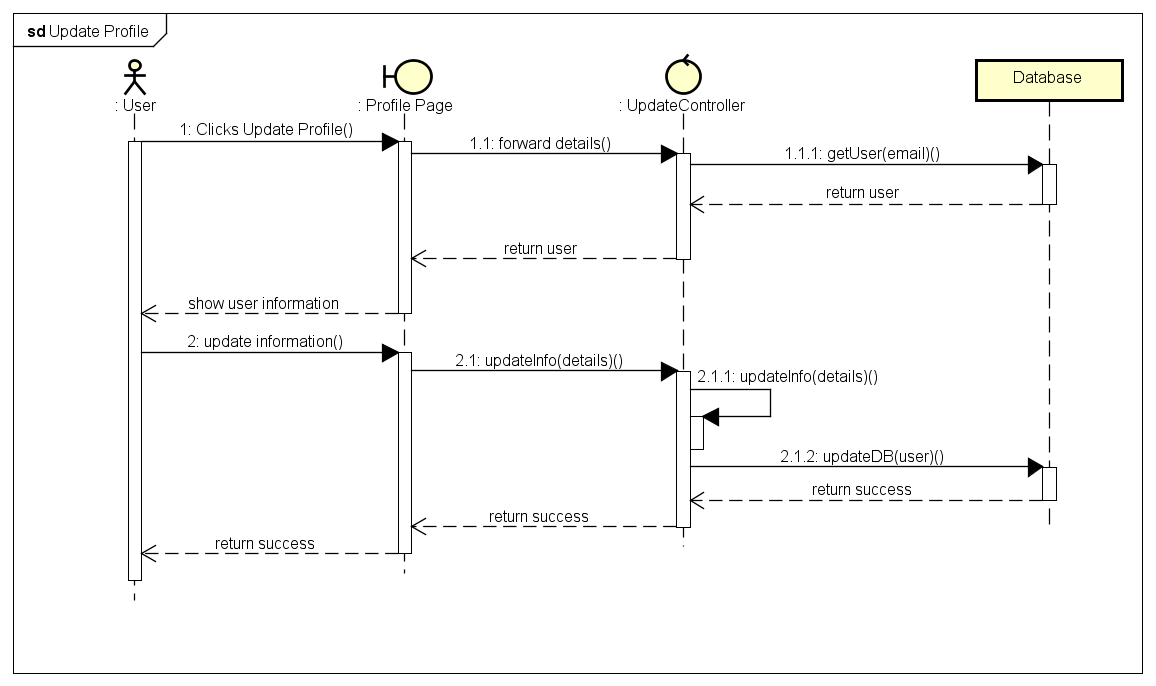 sd Update Profile
: User
: Profile Page
: UpdateController
Database
1: Clicks Update Profile()
1.1: forward details()
1.1.1: getUser(email)()
return user
return user
show user information
2: update information()
2.1: updateInfo(details)()
2.1.1: updateInfo(details)()
2.1.2: updateDB(user)()
return success
return success
return success